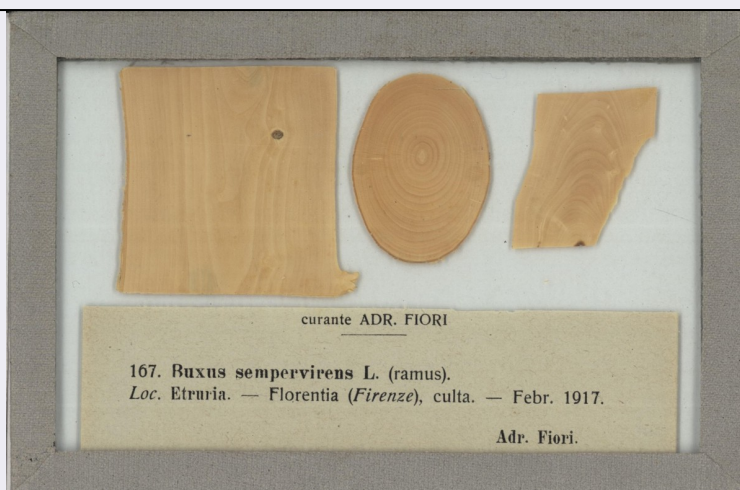 curante ADR. FIORI
167. Buxus sempervirens L. (ramus).
Loc. Etruria. — Florentia (Firenze), culta. — Febr. 1917.
Adr. Fiori.